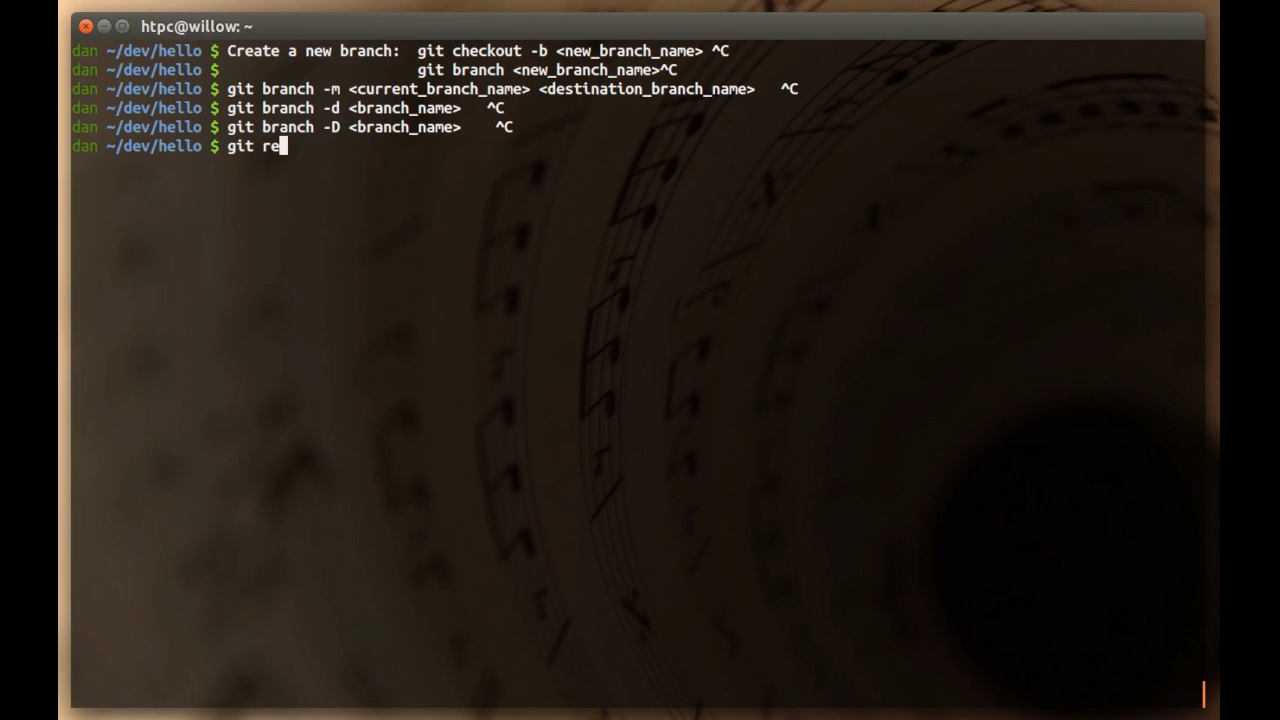 htpc@willow: ~
dan ~/dev/hello $ Create a new branch:  git checkout -b <new_branch_name> ^C
dan ~/dev/hello $                       git branch <new_branch_name>^C
dan ~/dev/hello $ git branch -m <current_branch_name> <destination_branch_name>   ^C
dan ~/dev/hello $ git branch -d <branch_name>   ^C
dan ~/dev/hello $ git branch -D <branch_name>    ^C
dan ~/dev/hello $ git re